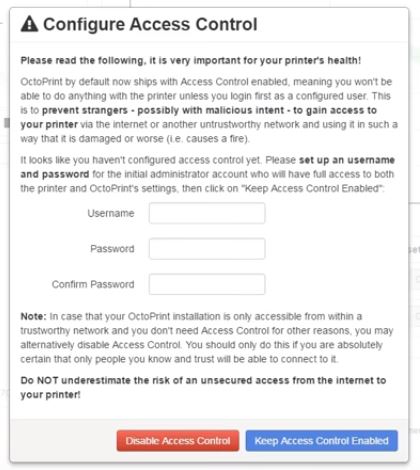 Configure Access Control
Please read the following, it is very important for your printer's health!
OctoPrint by default now ships with Access Control enabled, meaning you won't be
able to do anything with the printer unless you login first as a configured user. This
is to prevent strangers - possibly with malicious intent - to gain access to
your printer via the internet or another untrustworthy network and using it in such a
way that it is damaged or worse (i.e. causes a fire).
It looks like you haven't configured access control yet. Please set up an username
and password for the initial administrator account who will have full access to both
the printer and OctoPrint's settings, then click on "Keep Access Control Enabled":
Username
Password
Confirm Password
Note: In case that your OctoPrint installation is only accessible from within a
trustworthy network and you don't need Access Control for other reasons, you may
alternatively disable Access Control. You should only do this if you are absolutely
certain that only people you know and trust will be able to connect to it.
Do NOT underestimate the risk of an unsecured access from the internet to
your printer!
Disable Access Control Keep Access Control Enabled